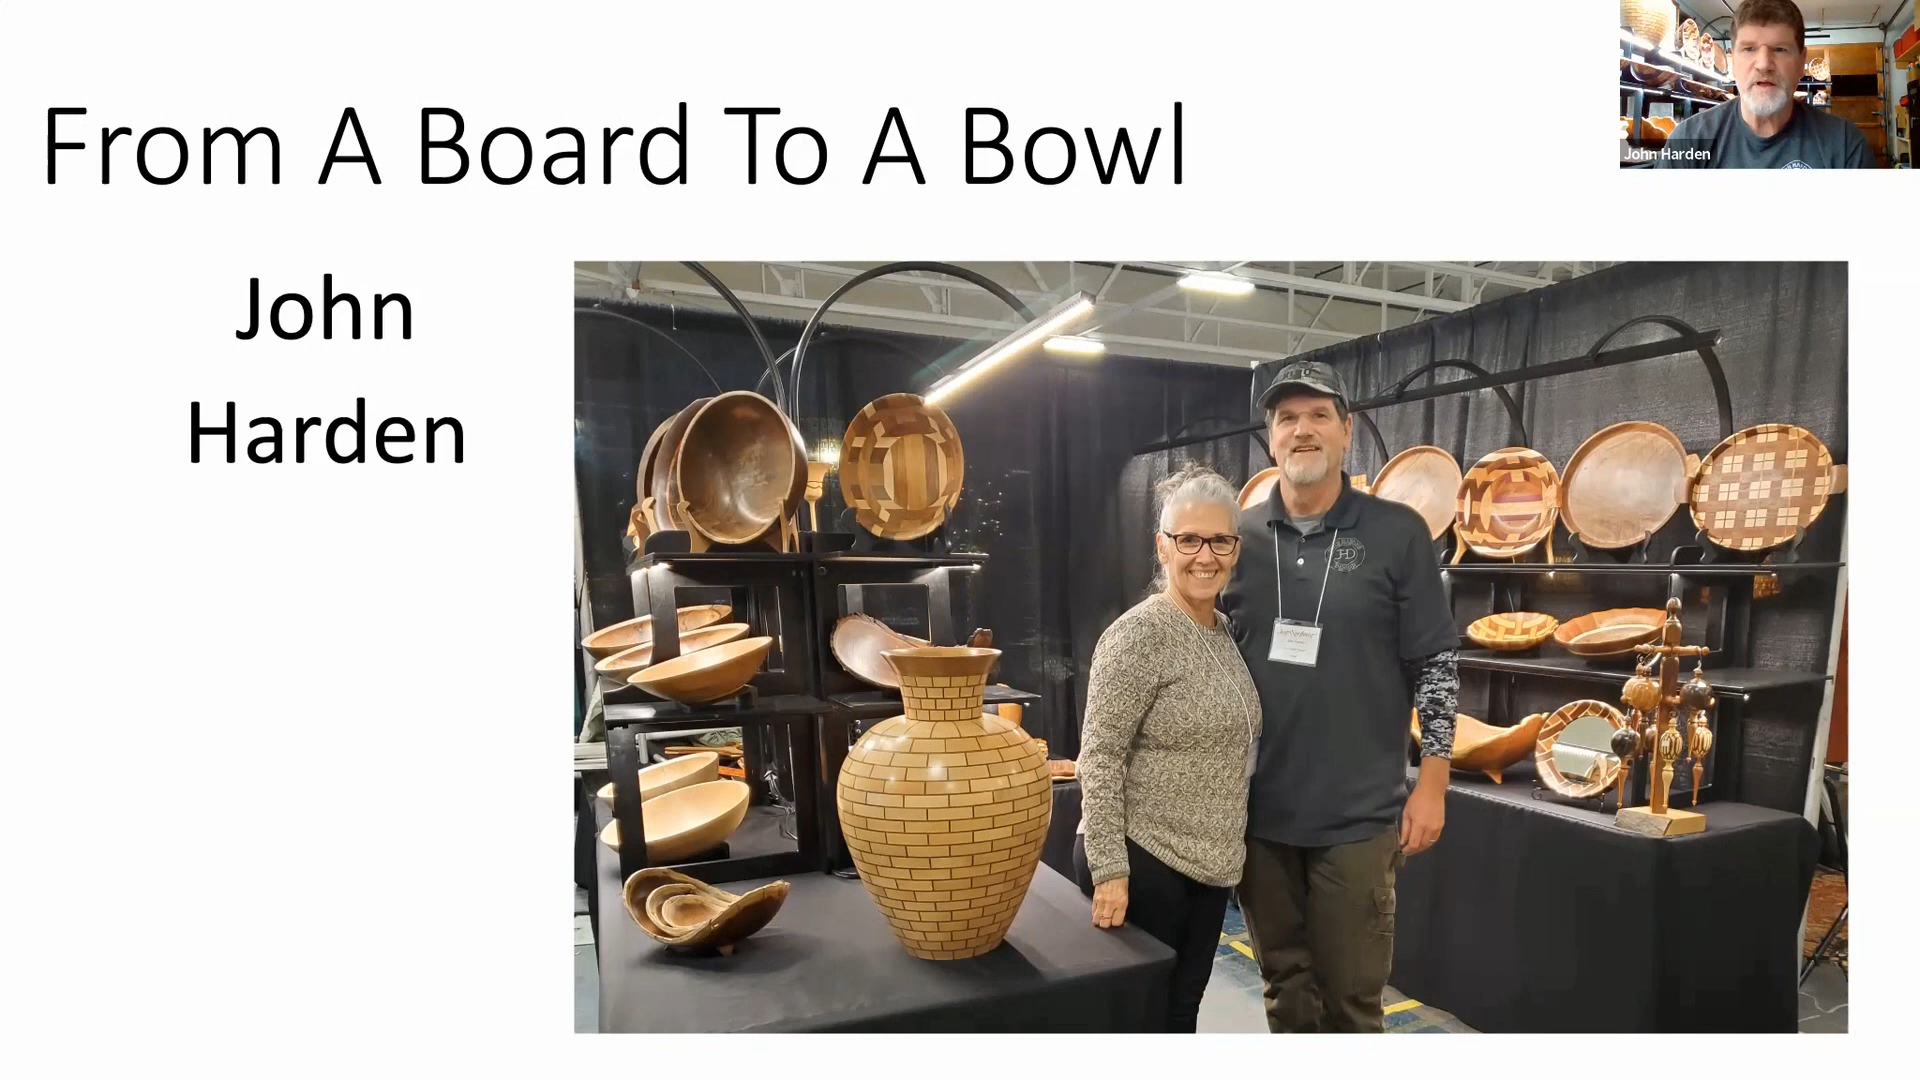 From A Board To A Bowl
John Harden
John
Harden